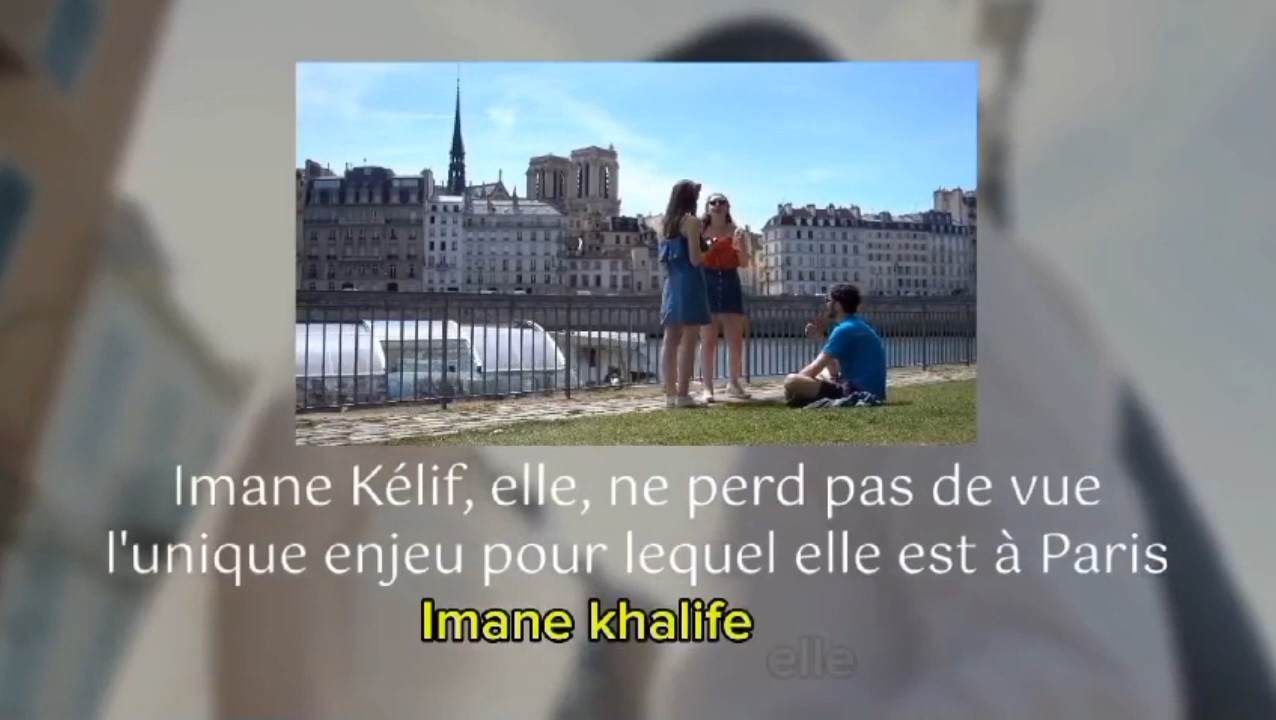 Imane Kélif, elle, ne perd pas de vue
l'unique enjeu pour lequel elle est à Paris
Imane khalife
elle